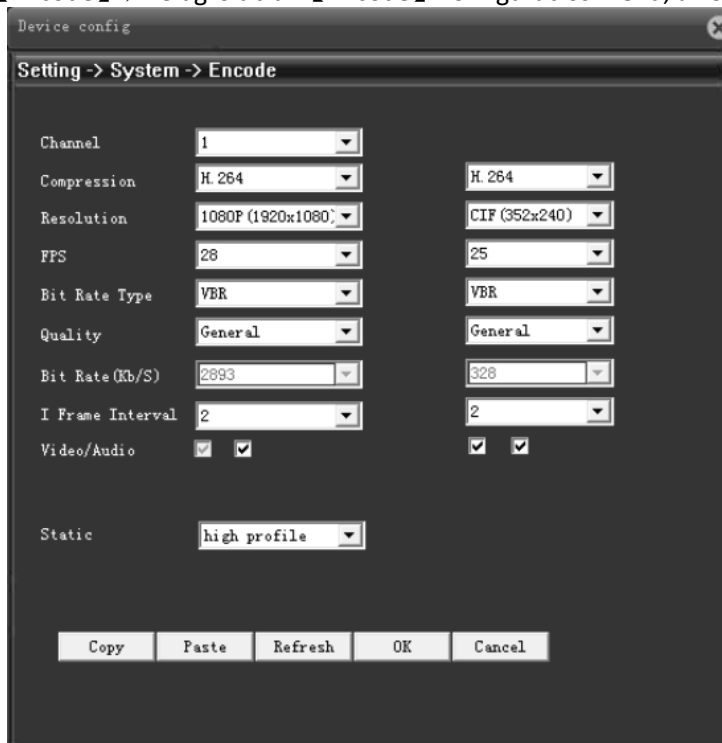 Device config
Setting -> System -> Encode
Channel 1
Compression H.264 H.264
Resolution 1080P(1920x1080) CIF(352x240)
FPS 28 25
Bit Rate Type VBR VBR
Quality General General
Bit Rate(Kb/S) 2893 328
I Frame Interval 2 2
Video/Audio
Static high profile
Copy Paste Refresh OK Cancel